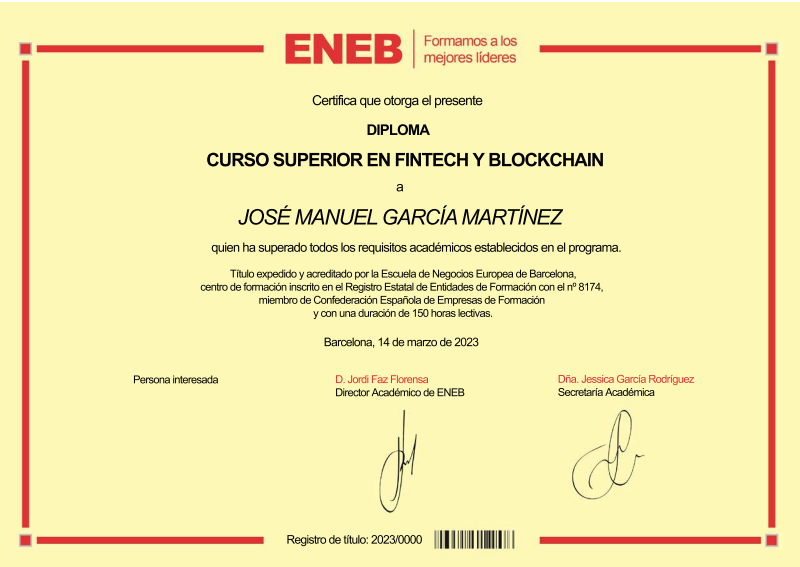 ENEB
Formamos a los
mejores líderes
Certifica que otorga el presente
DIPLOMA
CURSO SUPERIOR EN FINTECH Y BLOCKCHAIN
a
JOSÉ MANUEL GARCÍA MARTÍNEZ
quien ha superado todos los requisitos académicos establecidos en el programa.
Título expedido y acreditado por la Escuela de Negocios Europea de Barcelona,
centro de formación inscrito en el Registro Estatal de Entidades de Formación con el nº 8174,
miembro de Confederación Española de Empresas de Formación
y con una duración de 150 horas lectivas.
Barcelona, 14 de marzo de 2023
Persona interesada
D. Jordi Faz Florensa
Director Académico de ENEB
Dña. Jessica García Rodríguez
Secretaría Académica
Registro de título: 2023/0000